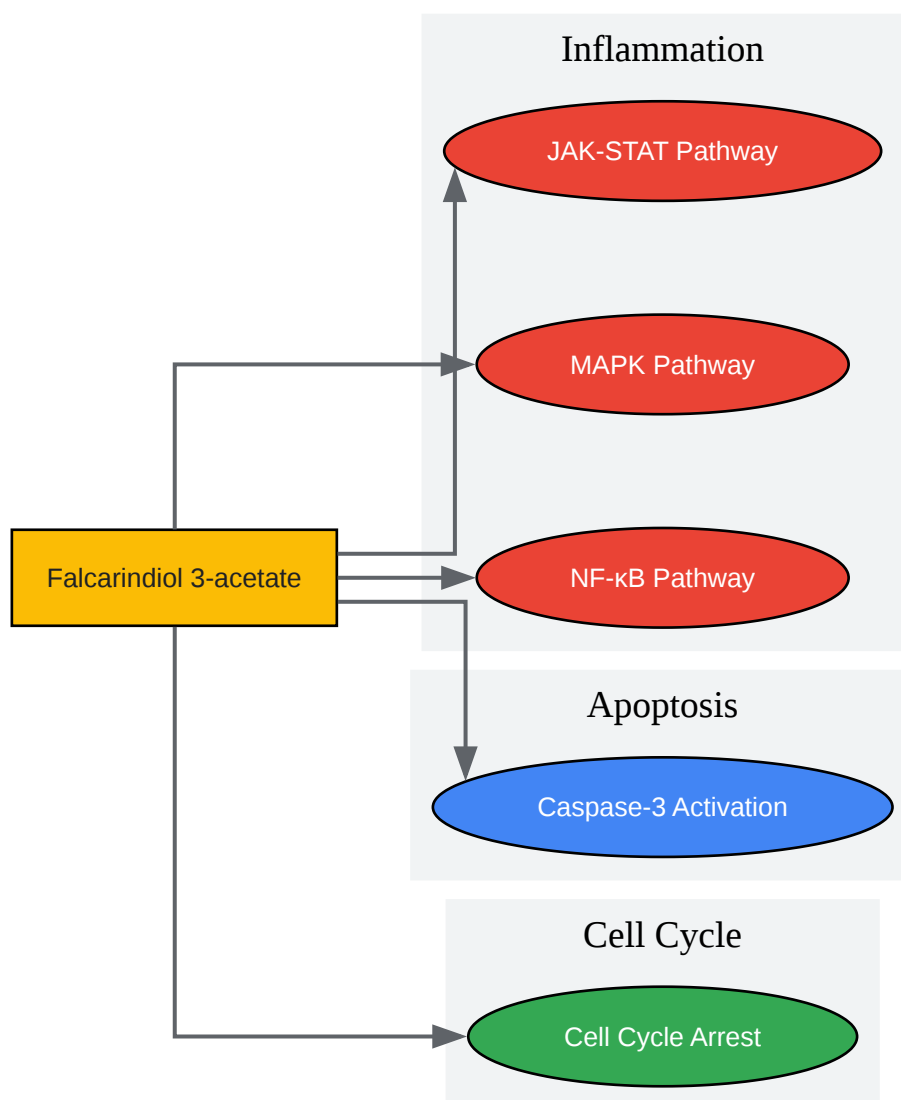 Inflammation
JAK-STAT Pathway
MAPK Pathway
Falcarindiol 3-acetate
NF-κB Pathway
Apoptosis
Caspase-3 Activation
Cell Cycle
Cell Cycle Arrest